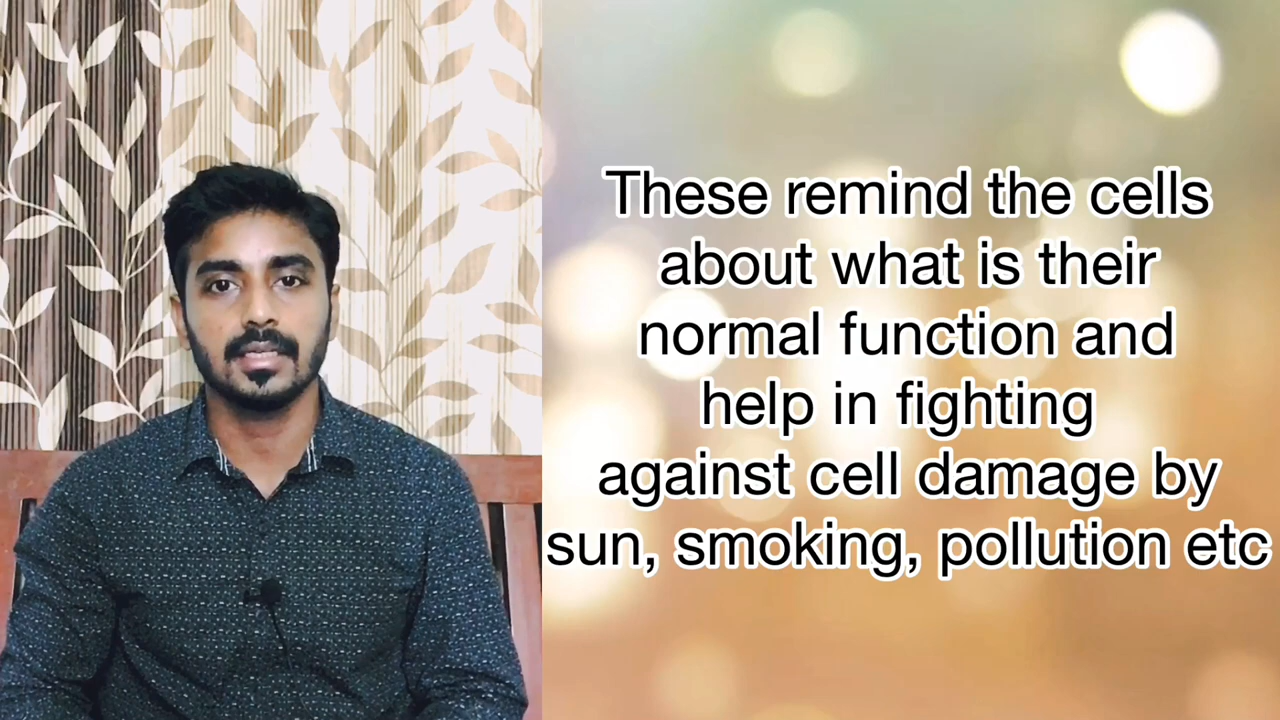 These remind the cells
about what is their
normal function and
help in fighting
against cell damage by
sun, smoking, pollution etc